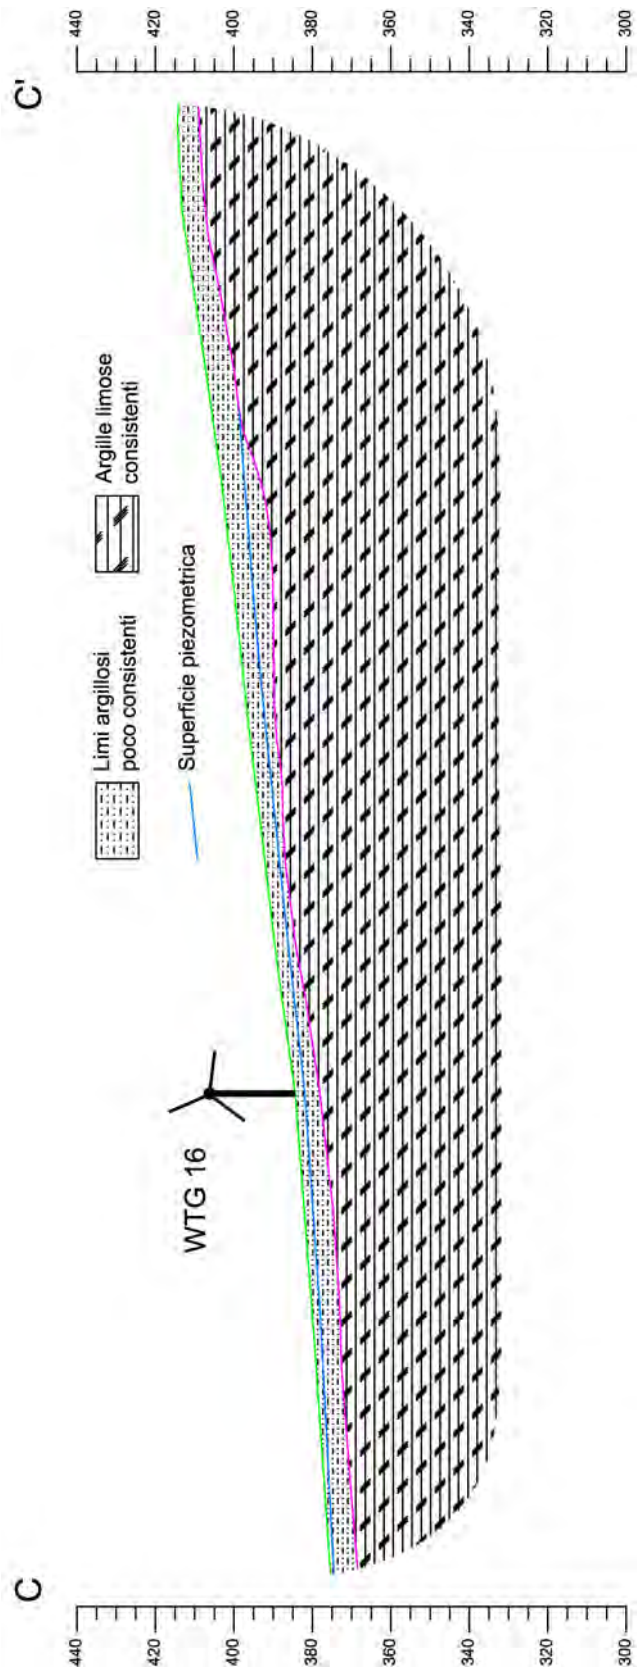 C
C'
440
420
400
380
360
340
320
300
440
420
400
380
360
340
320
300
Limi argillosi
poco consistenti
Argille limose
consistenti
Superficie piezometrica
WTG 16